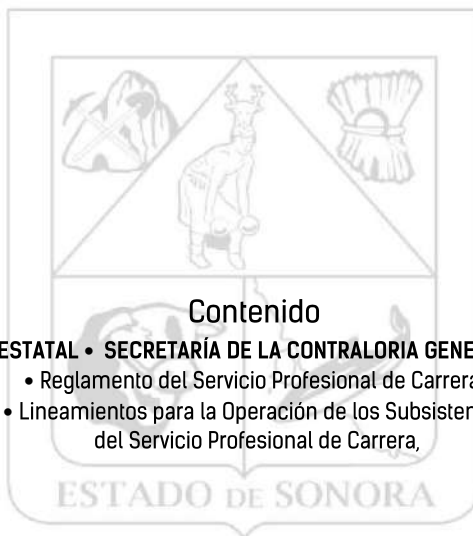 Contenido
ESTATAL • SECRETARÍA DE LA CONTRALORIA GENE
• Reglamento del Servicio Profesional de Carrera
• Lineamientos para la Operación de los Subsisten
del Servicio Profesional de Carrera,
ESTADO DE SONORA